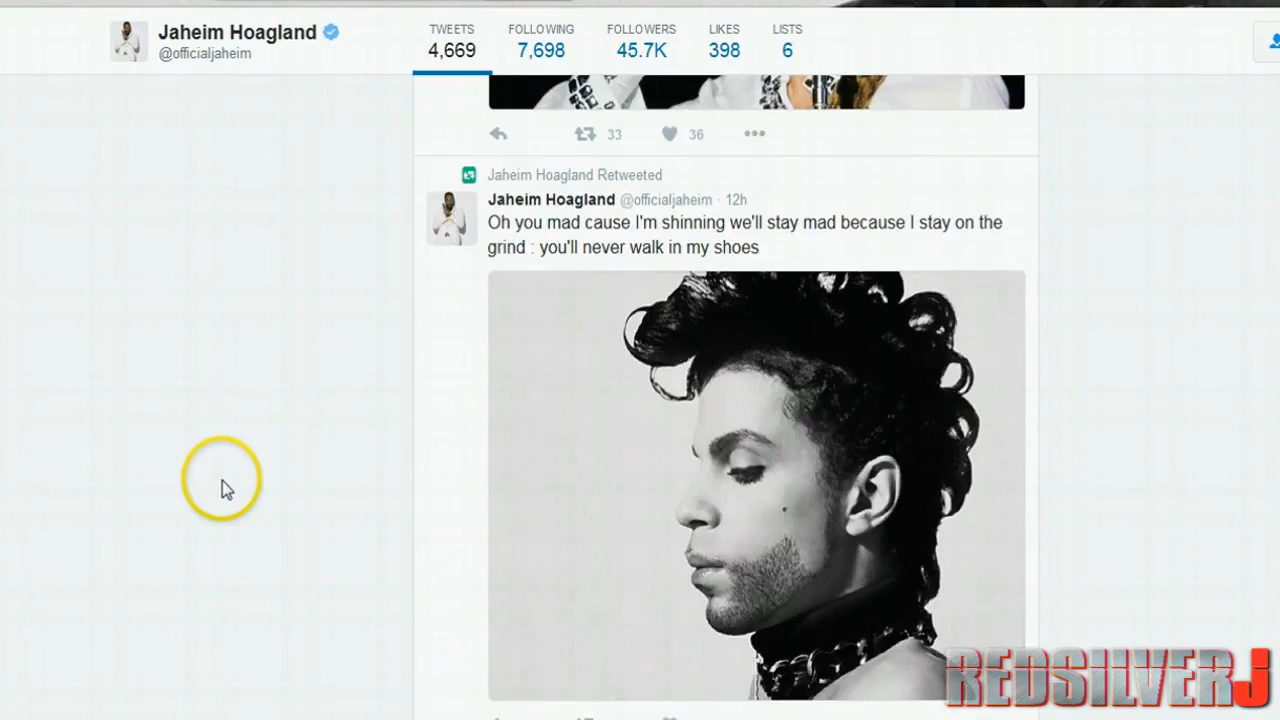 Jaheim Hoagland
@officialjaheim
TWEETS FOLLOWING FOLLOWERS LIKES LISTS
4,669 7,698 45.7K 398 6
33 36
Jaheim Hoagland Retweeted
Jaheim Hoagland @officialjaheim · 12h
Oh you mad cause I'm shinning we'll stay mad because I stay on the
grind : you'll never walk in my shoes
REDSILVERJ